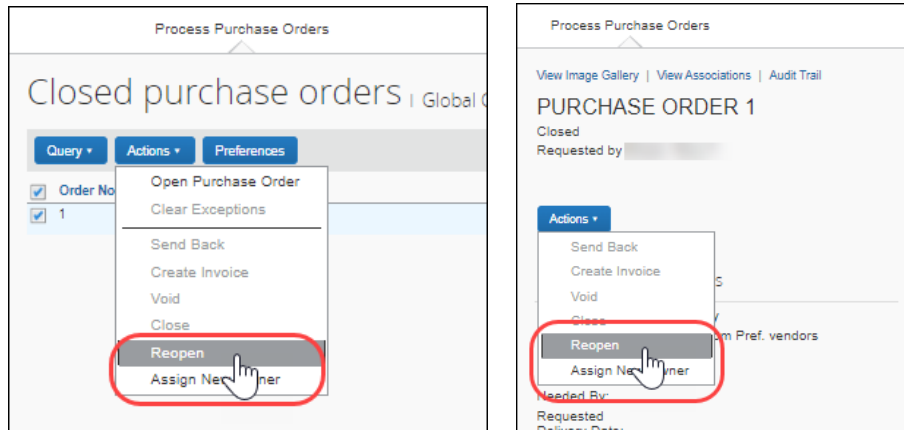 Process Purchase Orders
Closed purchase orders | Global
Query Actions Preferences
Order No
1
Open Purchase Order
Clear Exceptions
Send Back
Create Invoice
Void
Close
Reopen
Assign New Owner
Process Purchase Orders
View Image Gallery | View Associations | Audit Trail
PURCHASE ORDER 1
Closed
Requested by
Actions
Send Back
Create Invoice
Void
Close
Reopen
Assign New Owner
Pref. vendors
Needed By:
Requested
Delivery Date: